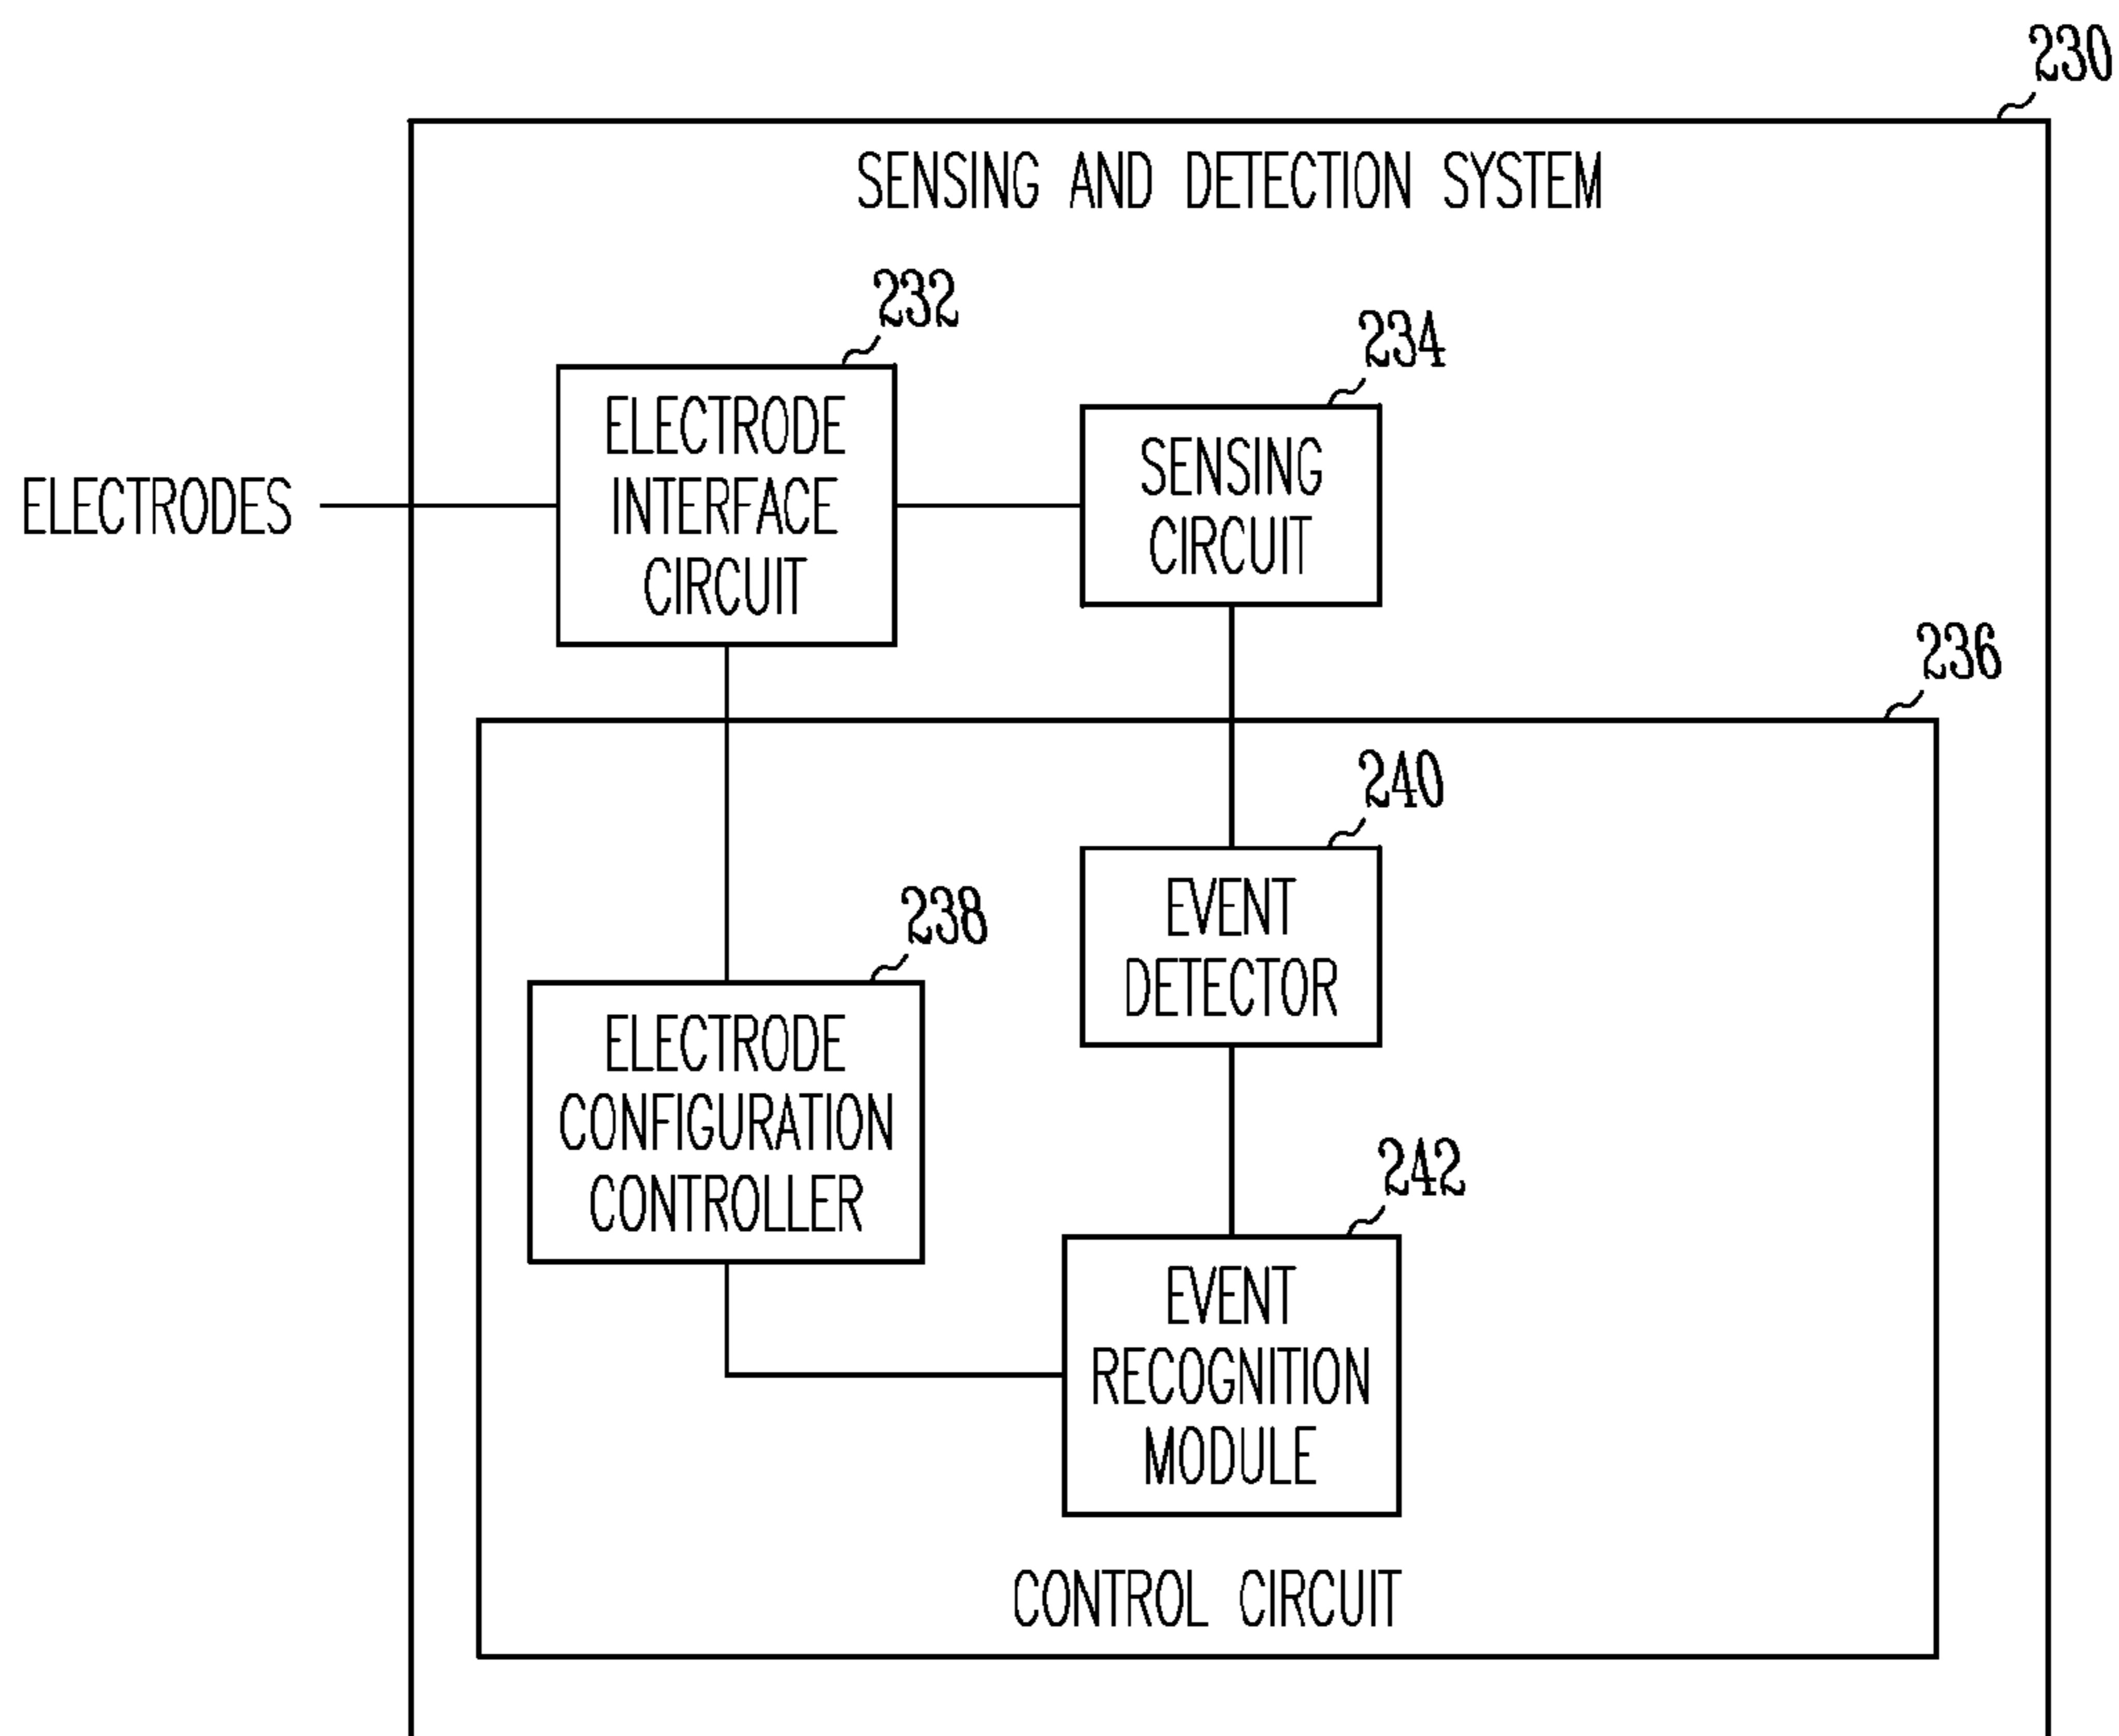 230
SENSING AND DETECTION SYSTEM
232
234
ELECTRODE
INTERFACE
CIRCUIT
SENSING
CIRCUIT
ELECTRODES
236
240
238
EVENT
DETECTOR
ELECTRODE
CONFIGURATION
CONTROLLER
242
EVENT
RECOGNITION
MODULE
CONTROL CIRCUIT